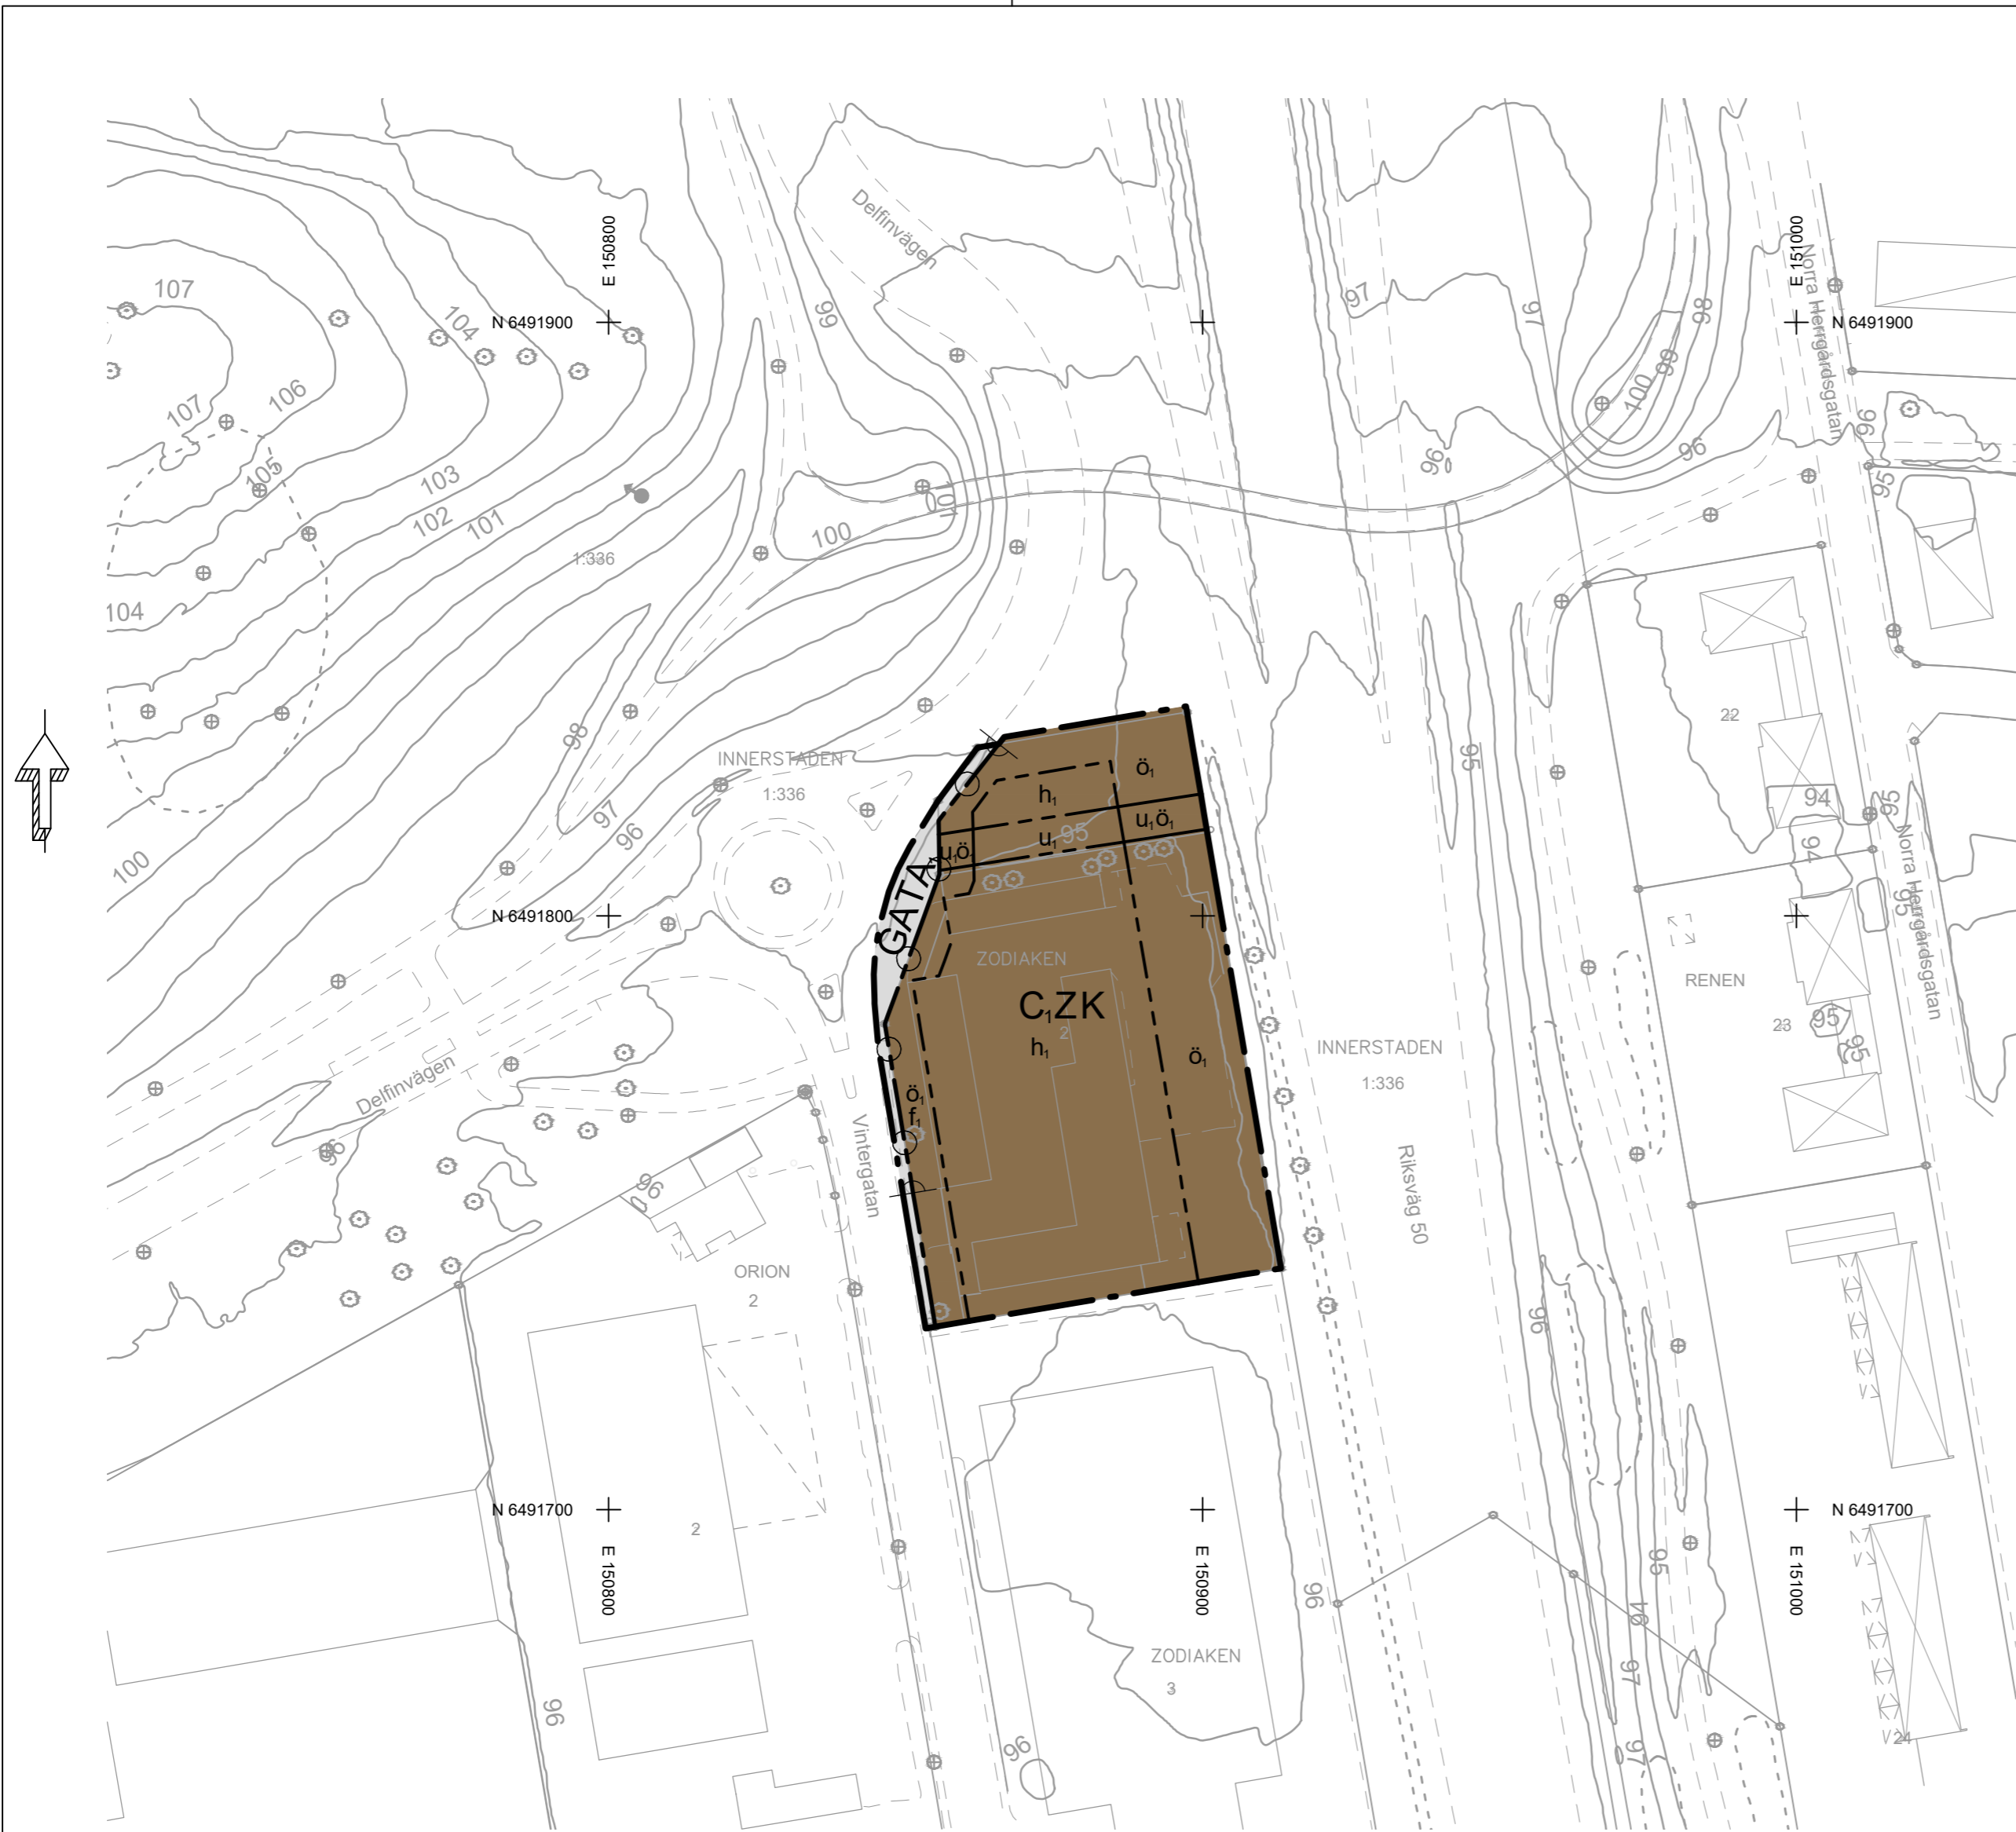 E 150800
E 151000
Delfinvägen
Norra Herrgårdsgatan
107
104
99
97
97
98
N 6491900
N 6491900
99
100
107
106
96
96
96
105
103
102
101
101
100
95
1:336
104
22
98
INNERSTADEN
1:336
95
ö₁
h₁
u₁ö₁
u₁
95
u₁ö₁
97
96
94
95
94
100
GATA
Norra Herrgårdsgatan
95
N 6491800
ZODIAKEN
RENEN
C₁ZK
2
h₁
23
95
95
INNERSTADEN
1:336
ö₁
Delfinvägen
ö₁
f₁
Vintergatan
96
96
Riksväg 50
ORION
2
96
N 6491700
N 6491700
2
E 150800
E 150900
E 151000
95
96
94
ZODIAKEN
3
97
96
96
97
24